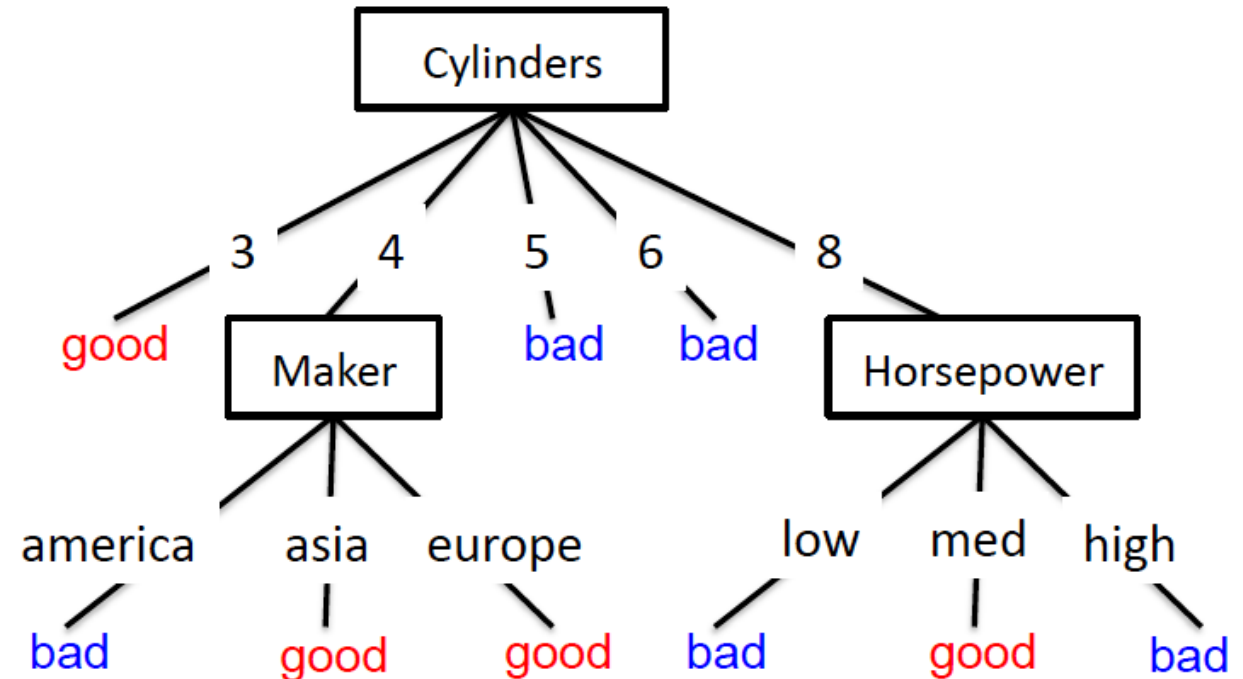 Cylinders
3 4 5 6 8
good bad bad
Maker Horsepower
america asia europe low med high
bad good good bad good bad